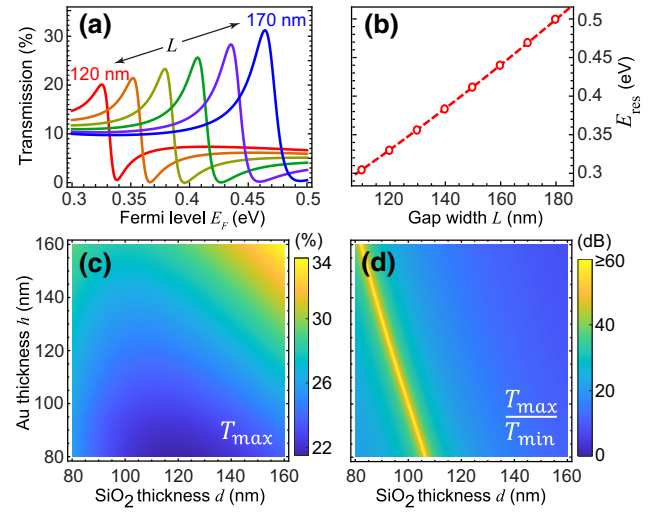 (a)
L
170 nm
120 nm
Transmission (%)
30
20
10
0
0.3
0.35
0.4
0.45
0.5
Fermi level E_F (eV)
(b)
0.5
0.45
0.4
0.35
0.3
E_res (eV)
120
140
160
180
Gap width L (nm)
(c)
(%)
34
30
26
22
T_max
Au thickness h (nm)
160
140
120
100
80
80
100
120
140
160
SiO2 thickness d (nm)
(d)
(dB)
≥60
40
20
0
T_max
T_min
80
100
120
140
160
SiO2 thickness d (nm)